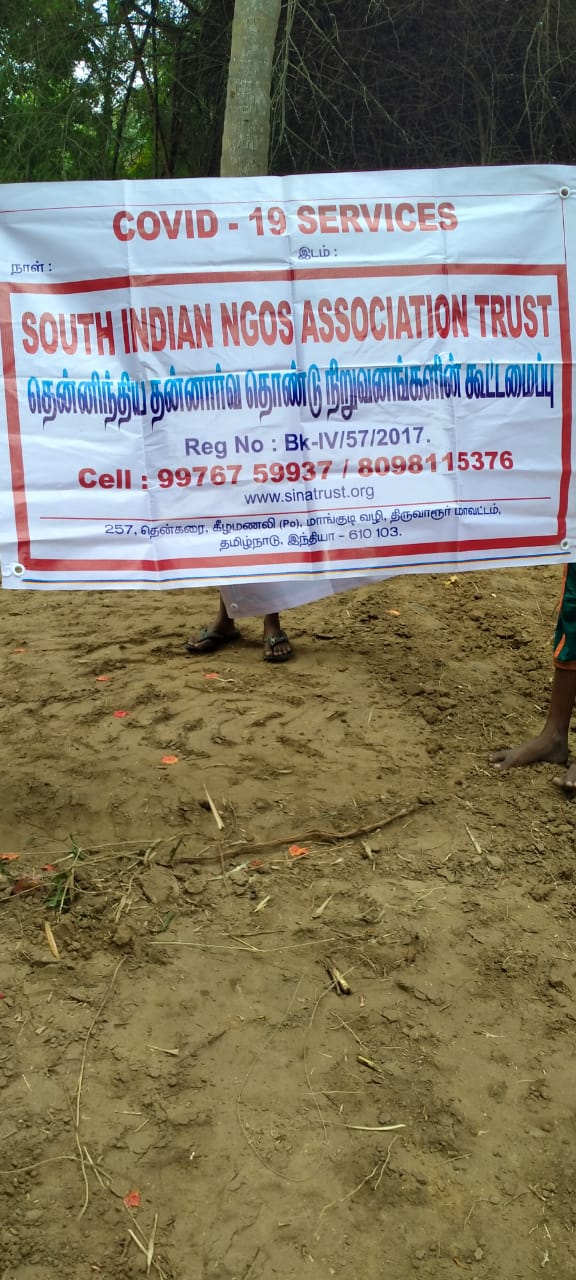 COVID - 19 SERVICES
நாள் : இடம் :
SOUTH INDIAN NGOS ASSOCIATION TRUST
தென்னிந்திய தன்னார்வ தொண்டு நிறுவனங்களின் கூட்டமைப்பு
Reg No : Bk-IV/57/2017.
Cell : 99767 59937 / 8098115376
www.sinatrust.org
257, தென்கரை, கீழமணலி (Po), மாங்குடி வழி, திருவாரூர் மாவட்டம்,
தமிழ்நாடு, இந்தியா - 610 103.